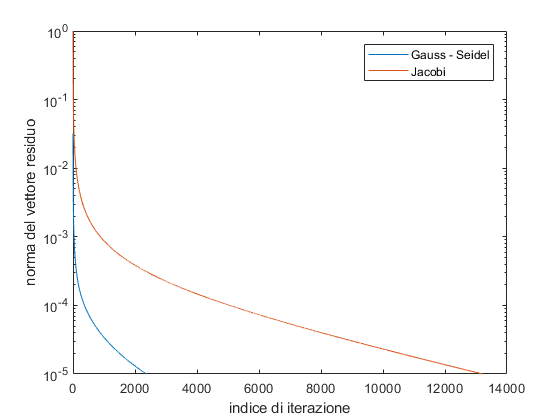 Gauss - Seidel
Jacobi
norma del vettore residuo
10^0
10^-1
10^-2
10^-3
10^-4
10^-5
0 2000 4000 6000 8000 10000 12000 14000
indice di iterazione